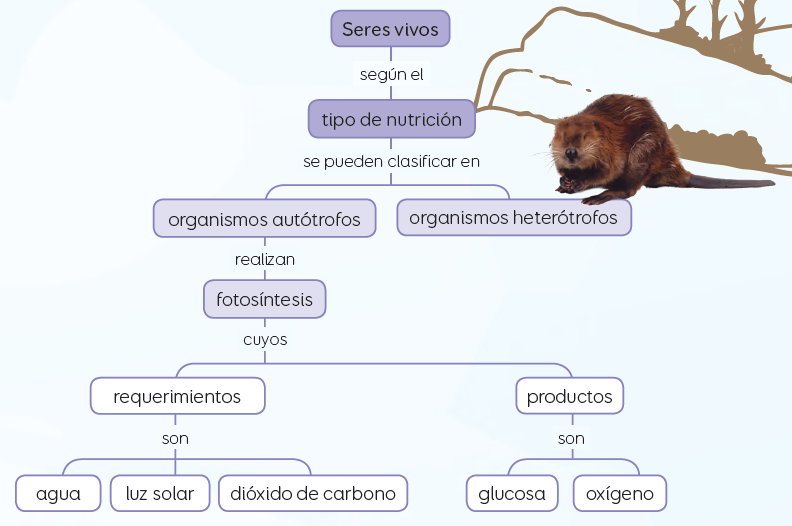 Seres vivos
según el
tipo de nutrición
se pueden clasificar en
organismos autótrofos
organismos heterótrofos
realizan
fotosíntesis
cuyos
requerimientos
productos
son
son
agua
luz solar
dióxido de carbono
glucosa
oxígeno